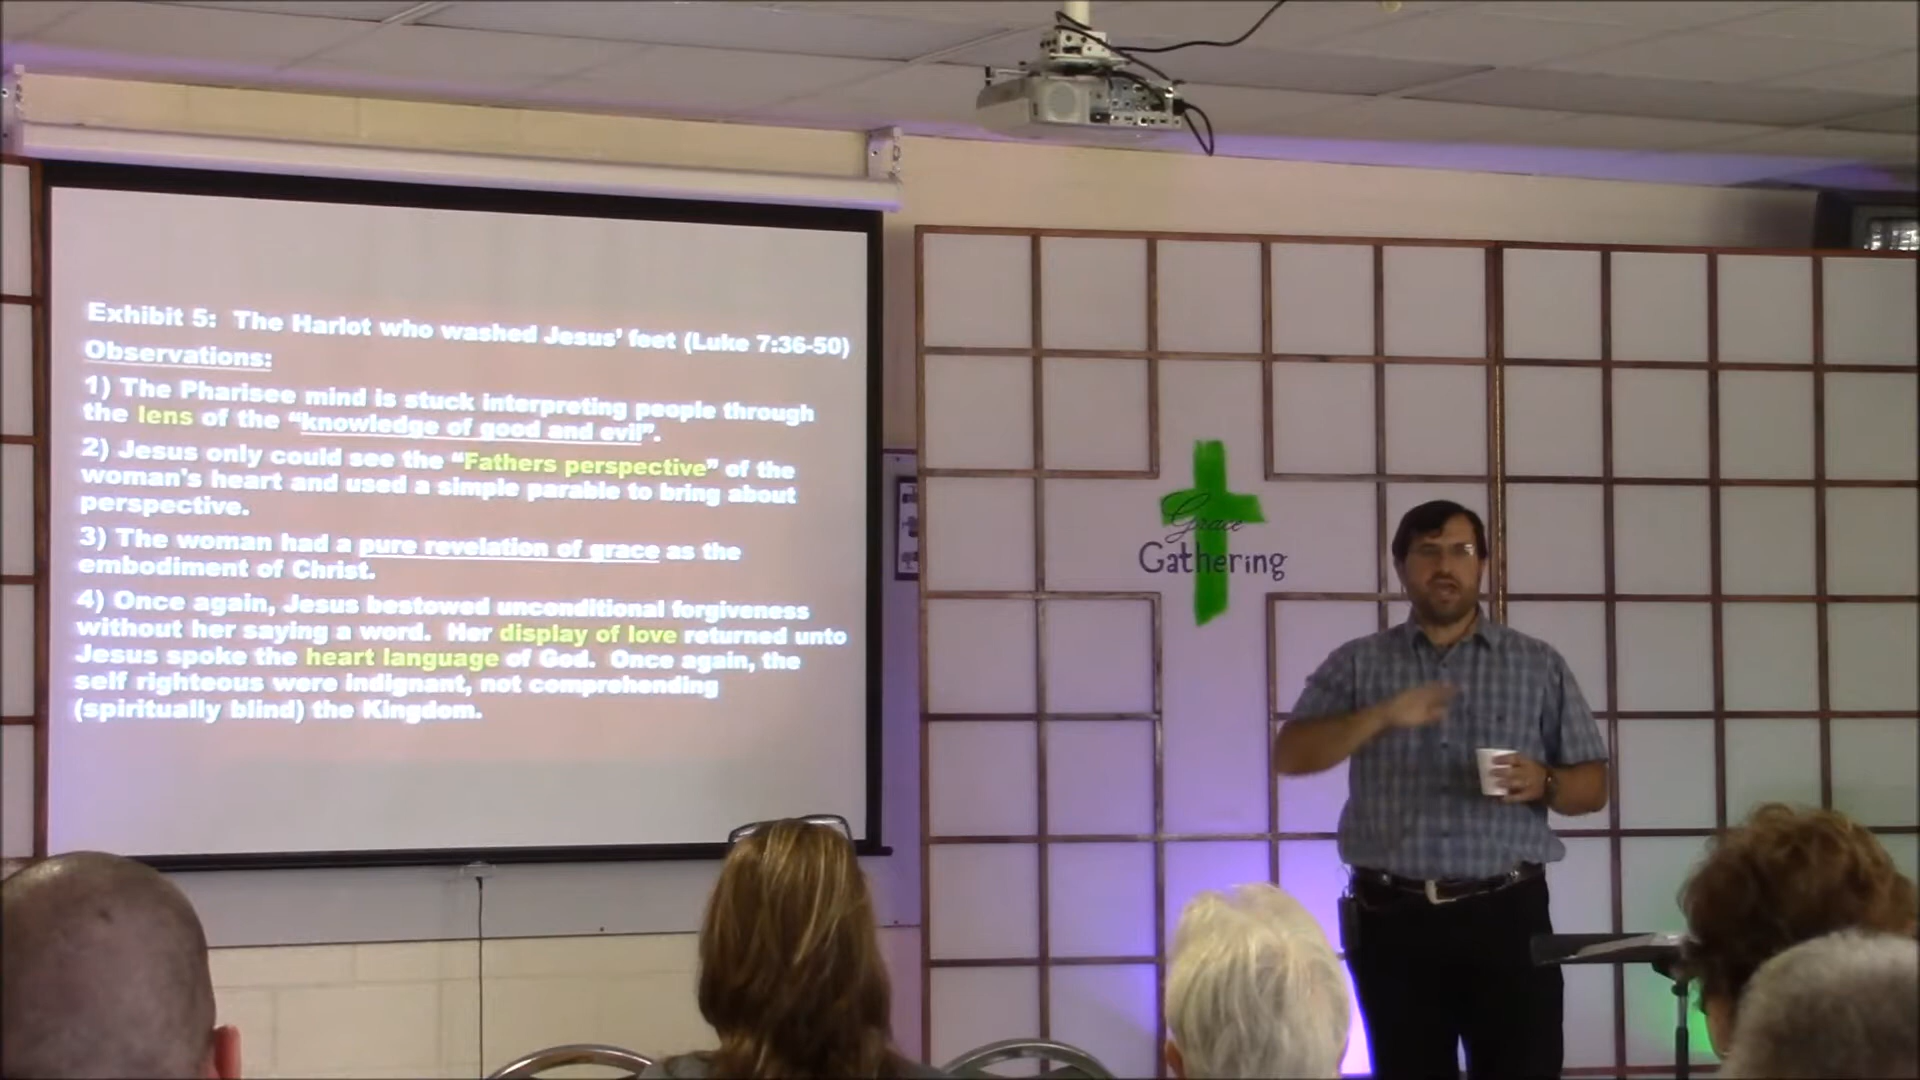 Exhibit 5: The Harlot who washed Jesus' feet (Luke 7:36-50)
Observations:
1) The Pharisee mind is stuck interpreting people through
the lens of the "knowledge of good and evil".
2) Jesus only could see the "Fathers perspective" of the
woman's heart and used a simple parable to bring about
perspective.
3) The woman had a pure revelation of grace as the
embodiment of Christ.
4) Once again, Jesus bestowed unconditional forgiveness
without her saying a word. Her display of love returned unto
Jesus spoke the heart language of God. Once again, the
self righteous were indignant, not comprehending
(spiritually blind) the Kingdom.
Grace
Gathering